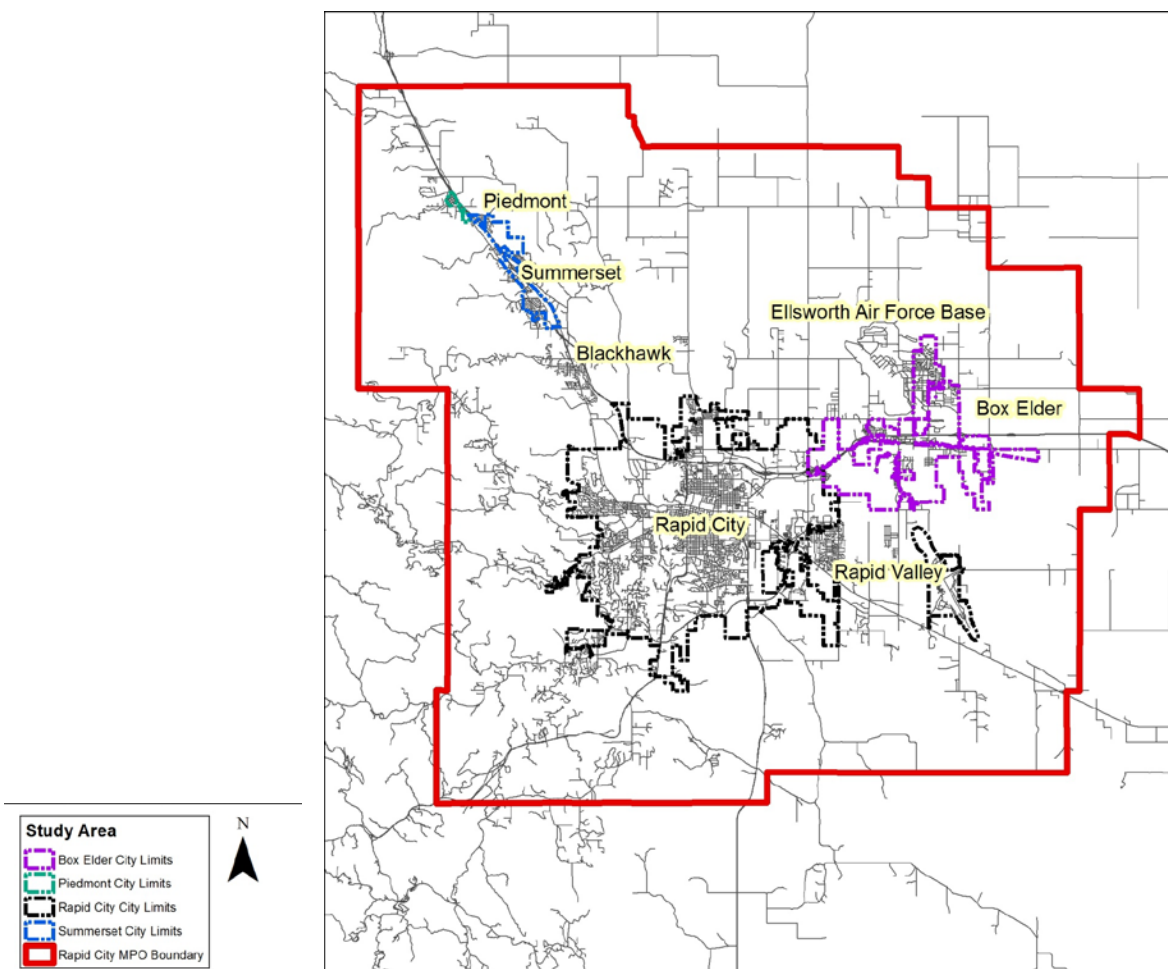 Piedmont
Summerset
Ellsworth Air Force Base
Blackhawk
Box Elder
Rapid City
Rapid Valley
Study Area
N
Box Elder City Limits
Piedmont City Limits
Rapid City City Limits
Summerset City Limits
Rapid City MPO Boundary